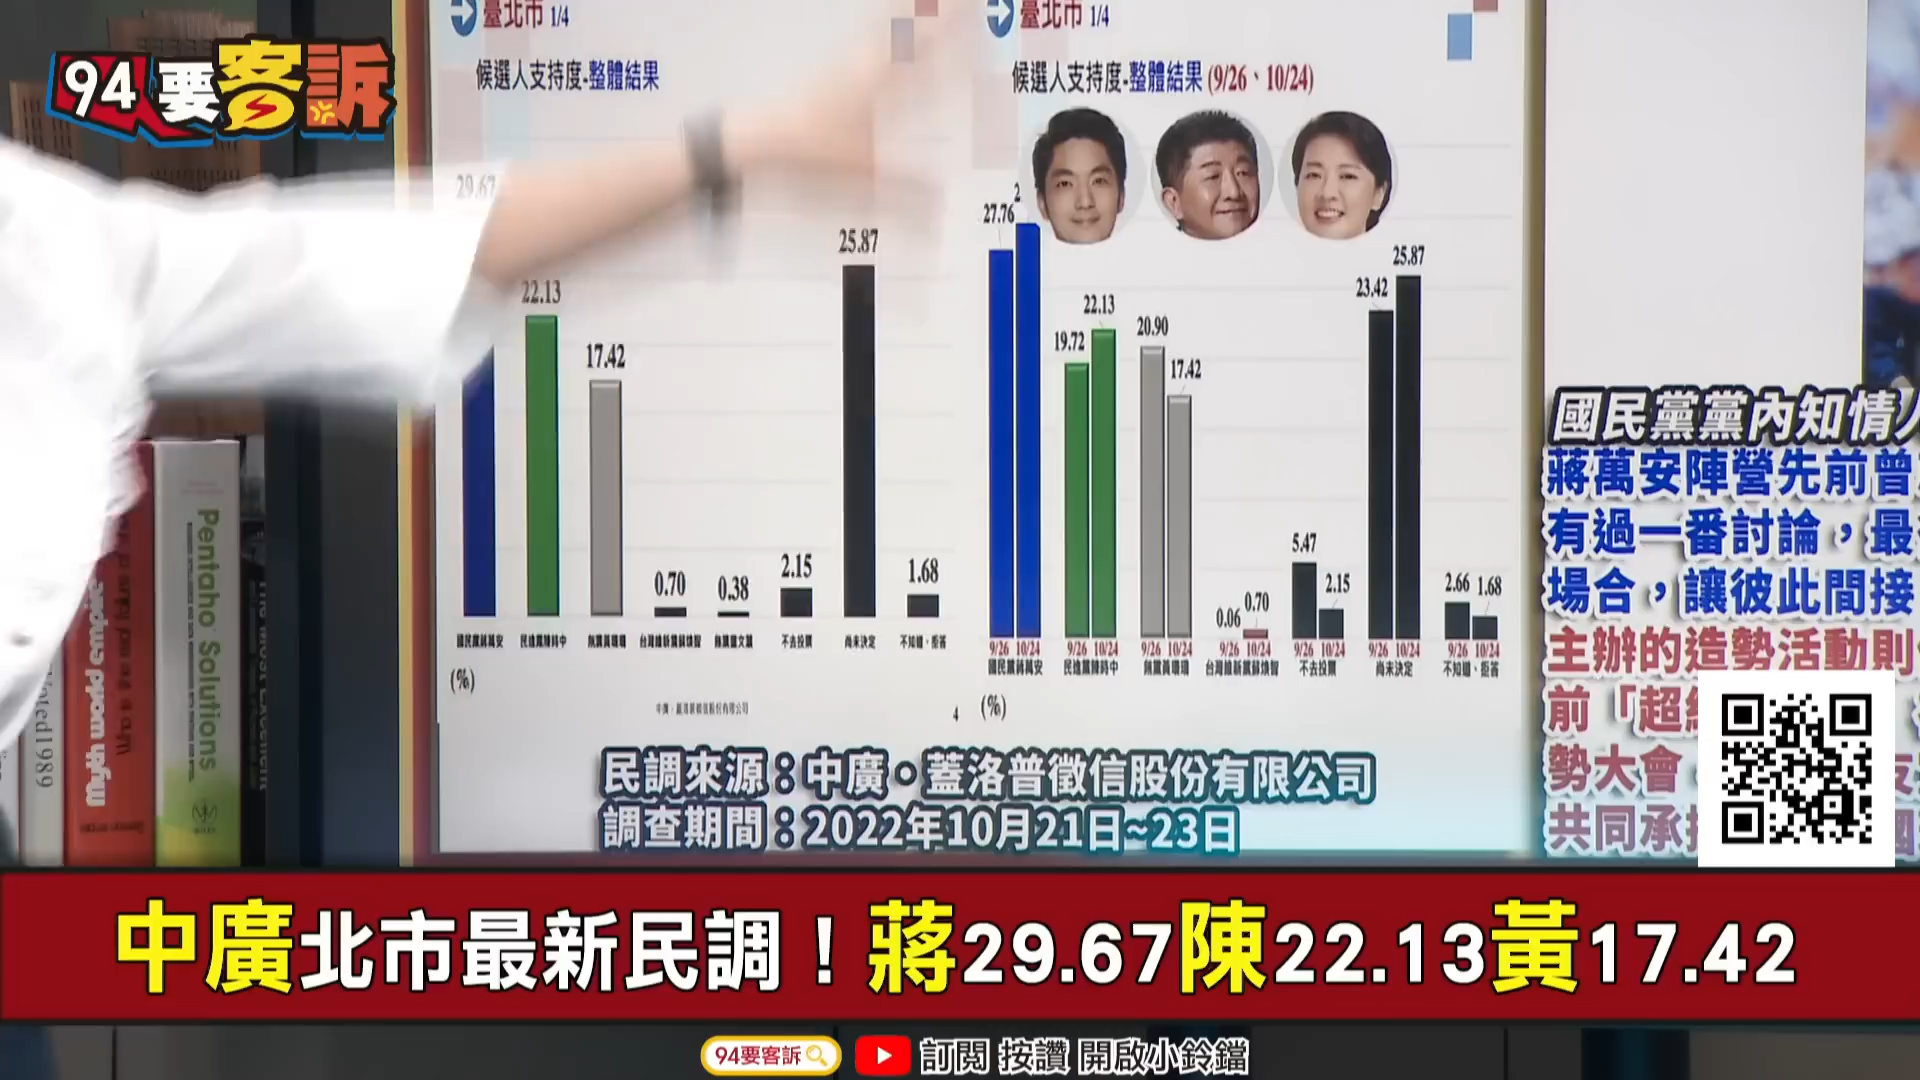 94要客訴
臺北市 1/4
候選人支持度-整體結果
29.67
22.13
17.42
0.70
0.38
2.15
25.87
1.68
國民黨蔣萬安
民進黨陳時中
無黨黃珊珊
台灣維新黨蘇煥智
不去投票
尚未決定
不知道、拒答
(%)
4
臺北市 1/4
候選人支持度-整體結果 (9/26、10/24)
27.76
2
19.72
22.13
20.90
17.42
0.06
0.70
5.47
2.15
23.42
25.87
2.66
1.68
9/26 10/24
9/26 10/24
9/26 10/24
9/26 10/24
9/26 10/24
9/26 10/24
9/26 10/24
國民黨蔣萬安
民進黨陳時中
無黨黃珊珊
台灣維新黨蘇煥智
不去投票
尚未決定
不知道、拒答
(%)
民調來源：中廣。蓋洛普徵信股份有限公司
調查期間：2022年10月21日~23日
國民黨黨內知情
蔣萬安陣營先前曾
有過一番討論，最
場合，讓彼此間接
主辦的造勢活動則
前「超
勢大會
共同承
Pentaho Solutions
WILEY
中廣北市最新民調！蔣29.67陳22.13黃17.42
94要客訴
訂閱 按讚 開啟小鈴鐺